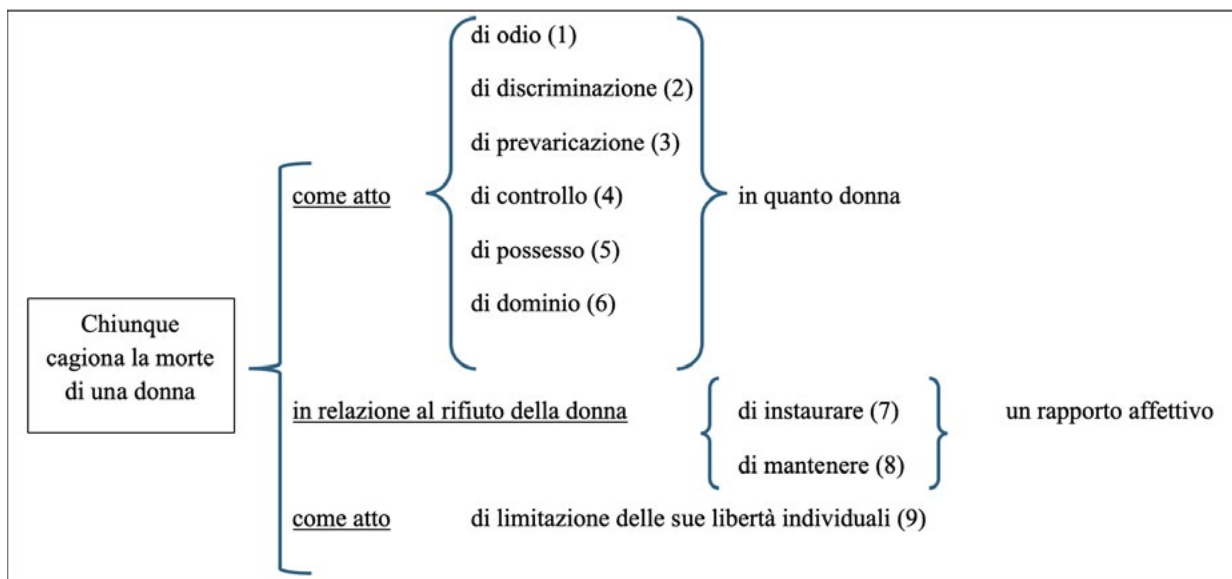 di odio (1)
di discriminazione (2)
di prevaricazione (3)
come atto
di controllo (4)
in quanto donna
di possesso (5)
di dominio (6)
Chiunque
cagiona la morte
di una donna
in relazione al rifiuto della donna
di instaurare (7)
un rapporto affettivo
di mantenere (8)
come atto
di limitazione delle sue libertà individuali (9)